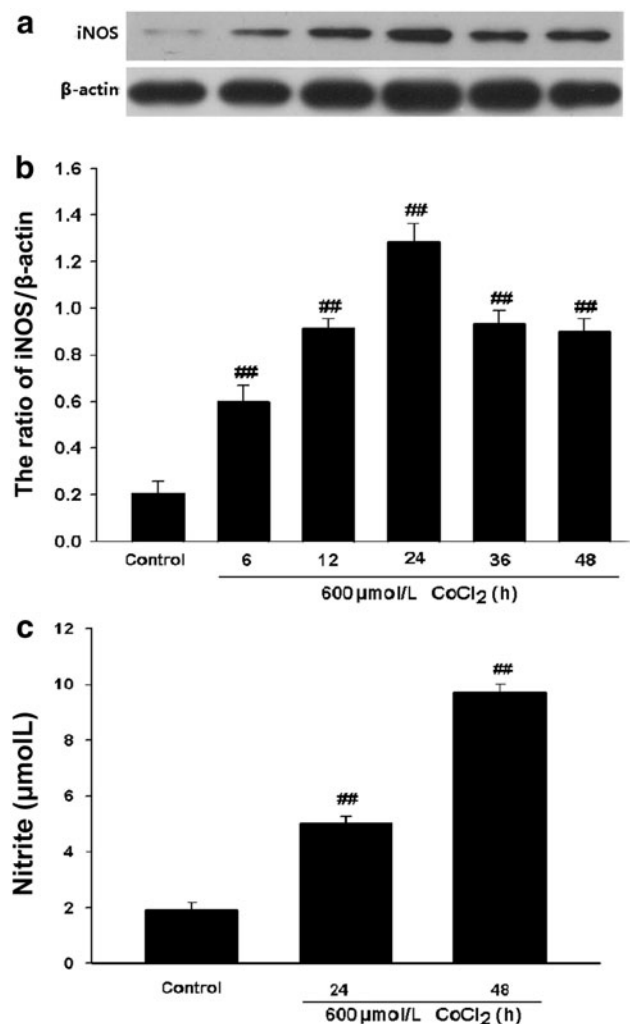 a
iNOS
β-actin
b
The ratio of iNOS/β-actin
1.6
1.4
1.2
1.0
0.8
0.6
0.4
0.2
0.0
##
##
##
##
##
Control 6 12 24 36 48
600 μmol/L CoCl2 (h)
c
Nitrite (μmolL)
12
10
8
6
4
2
0
##
##
Control 24 48
600μmol/L CoCl2 (h)